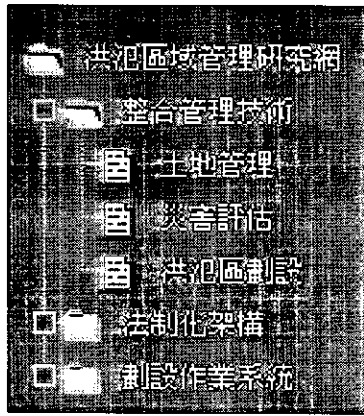 洪氾區域管理研究網
整合管理技術
土地管理
災害評估
洪氾區劃設
法制化架構
劃設作業系統